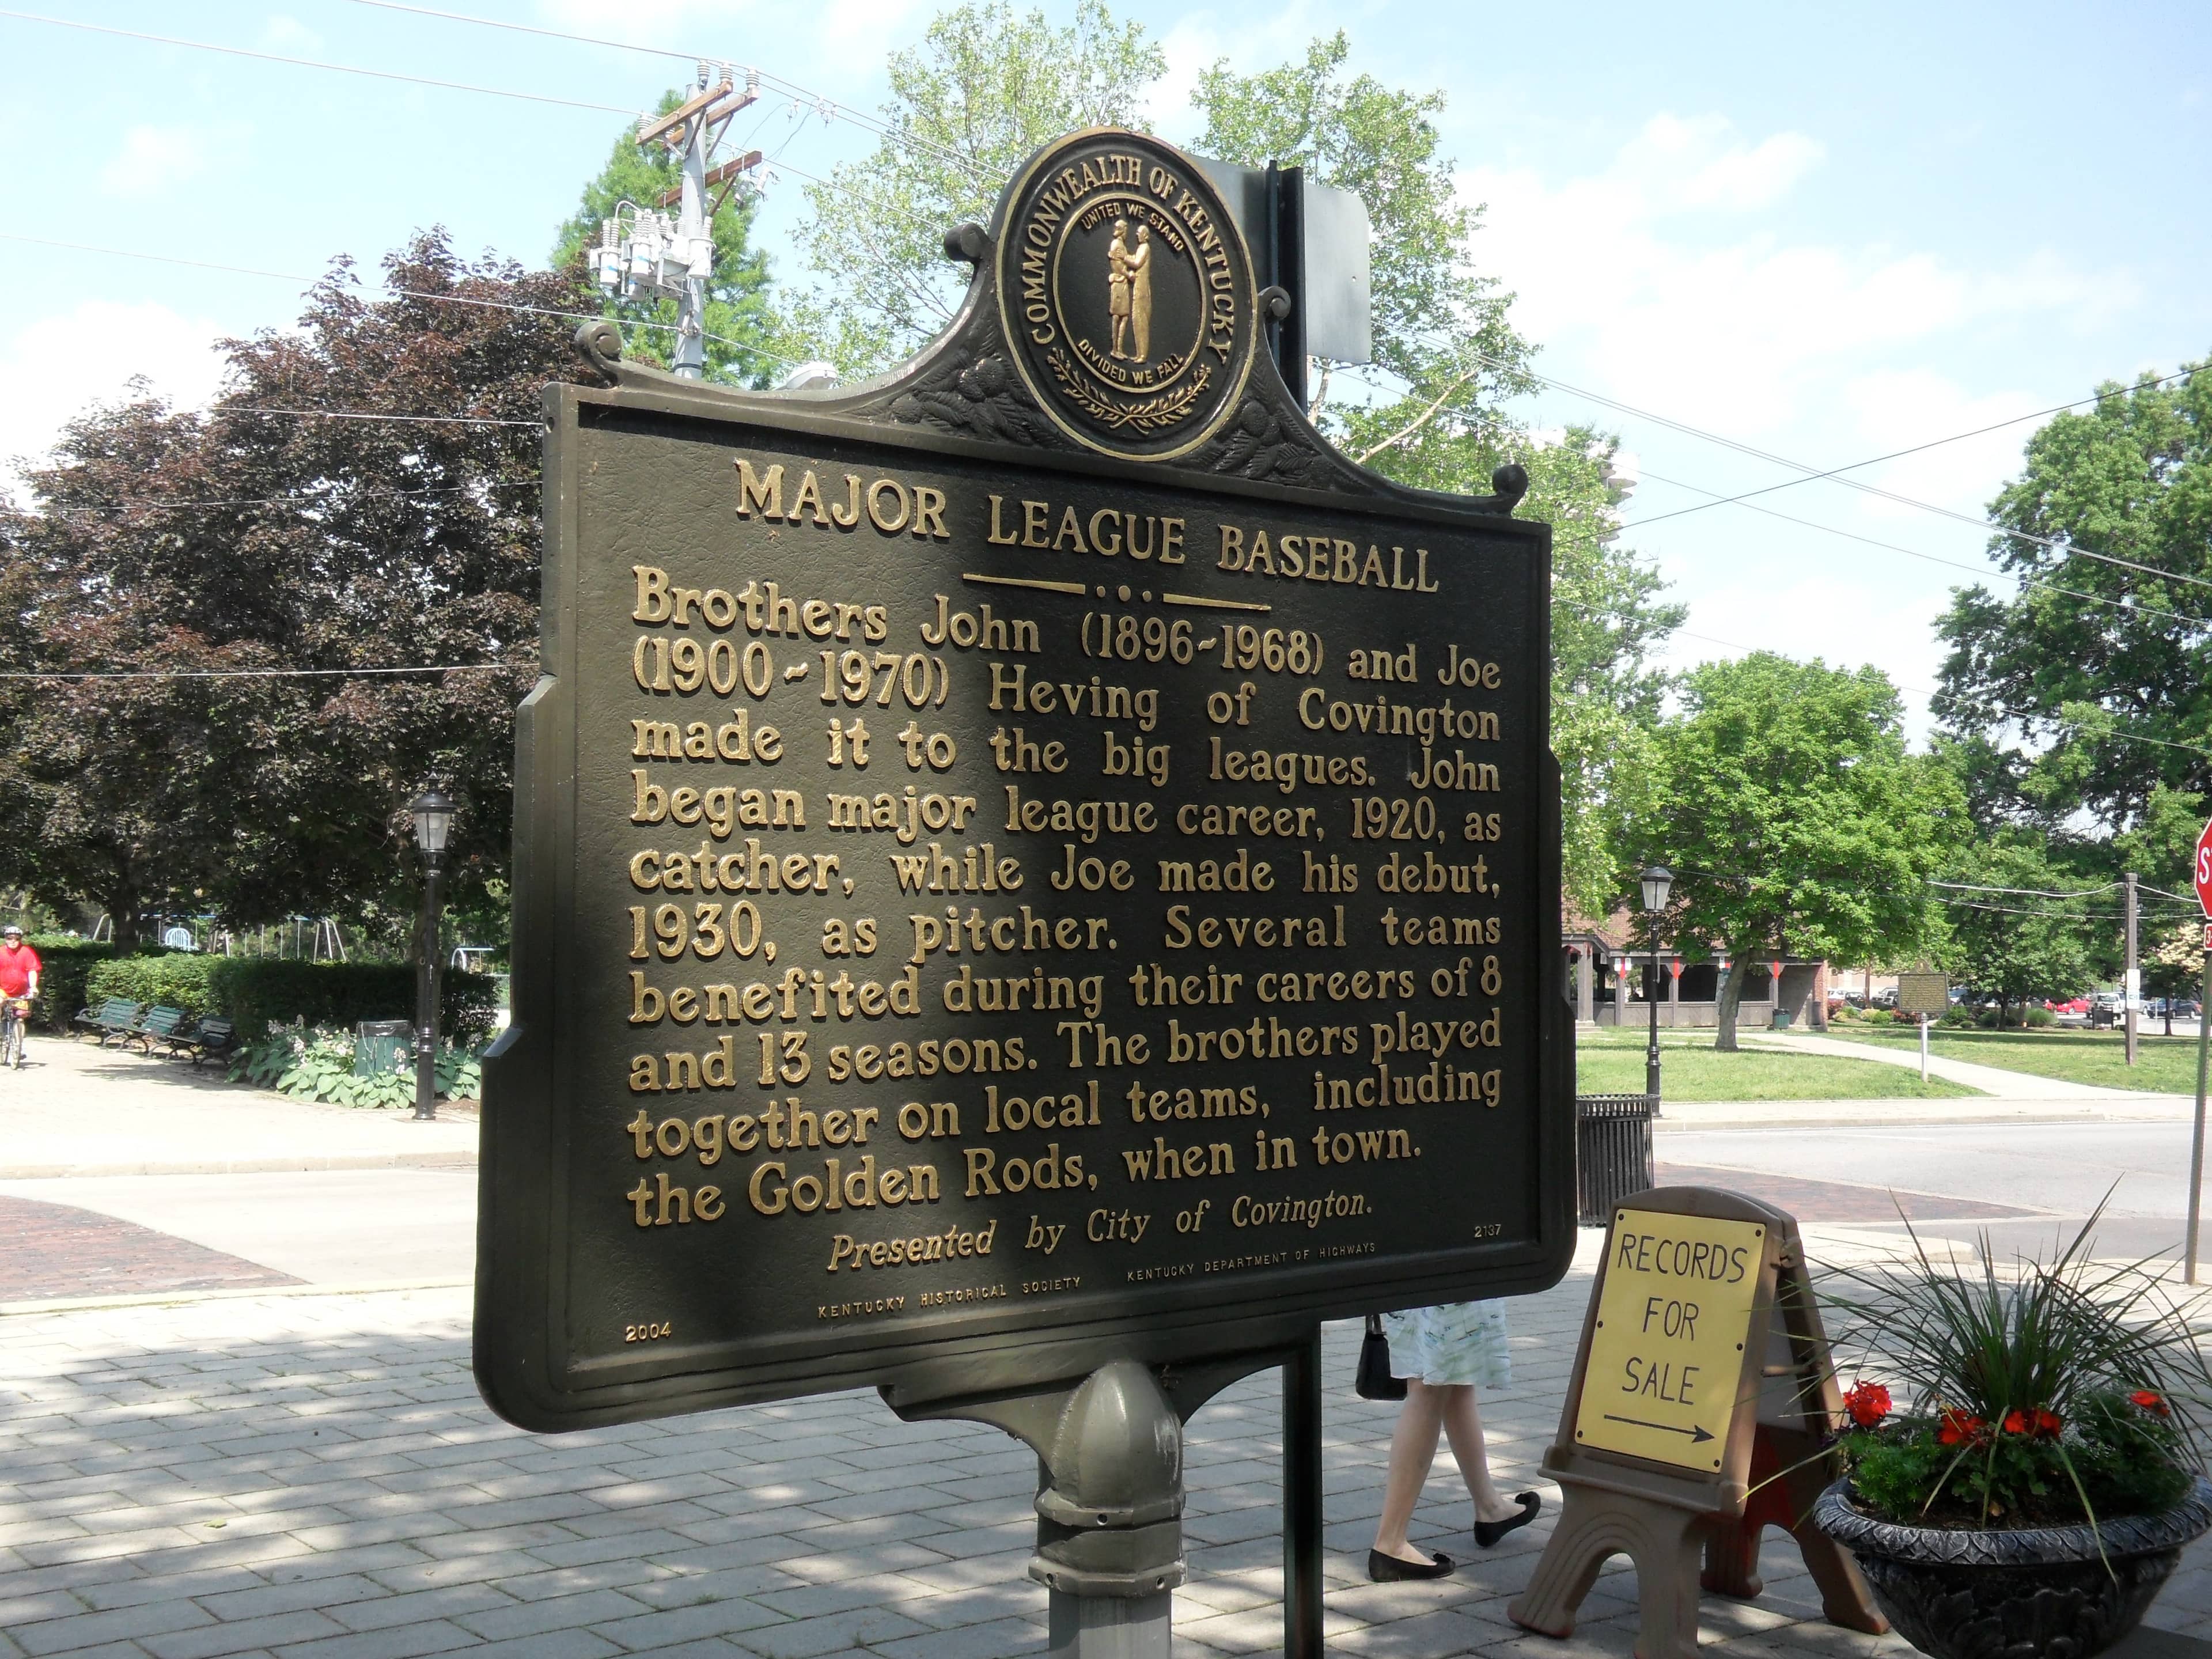 COMMONWEALTH OF KENTUCKY
UNITED WE STAND
DIVIDED WE FALL
MAJOR LEAGUE BASEBALL
Brothers John (1896~1968) and Joe
(1900~1970) Heving of Covington
made it to the big leagues. John
began major league career, 1920, as
catcher, while Joe made his debut,
1930, as pitcher. Several teams
benefited during their careers of 8
and 13 seasons. The brothers played
together on local teams, including
the Golden Rods, when in town.
Presented by City of Covington.
2137
KENTUCKY HISTORICAL SOCIETY KENTUCKY DEPARTMENT OF HIGHWAYS
2004
RECORDS
FOR
SALE
S